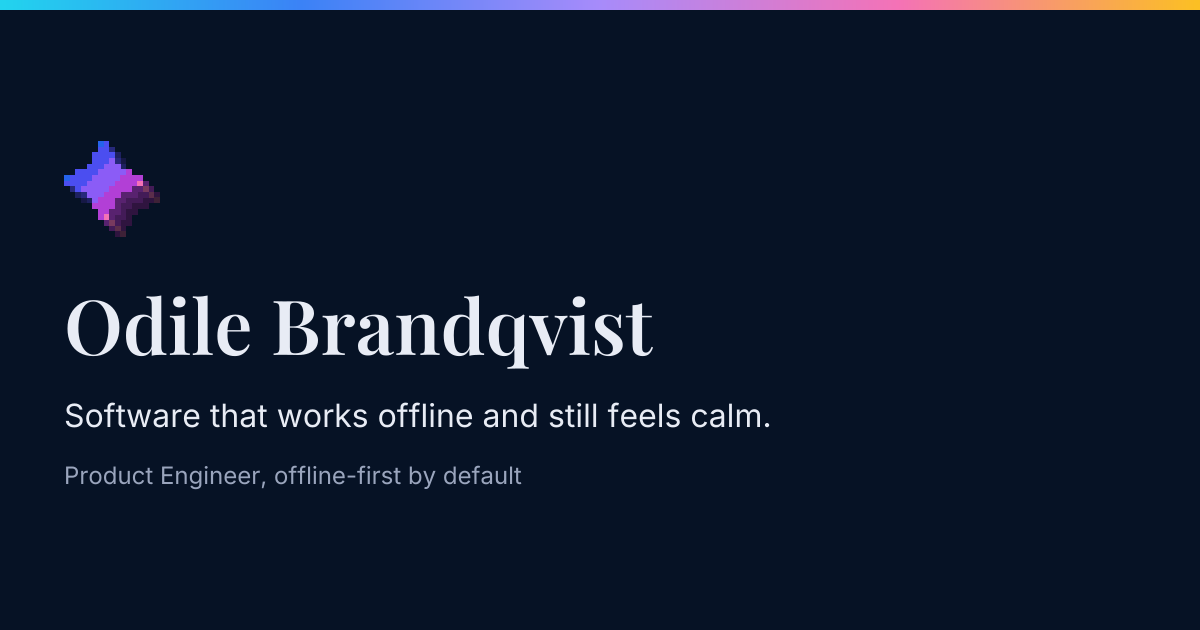 Odile Brandqvist
Software that works offline and still feels calm.
Product Engineer, offline-first by default